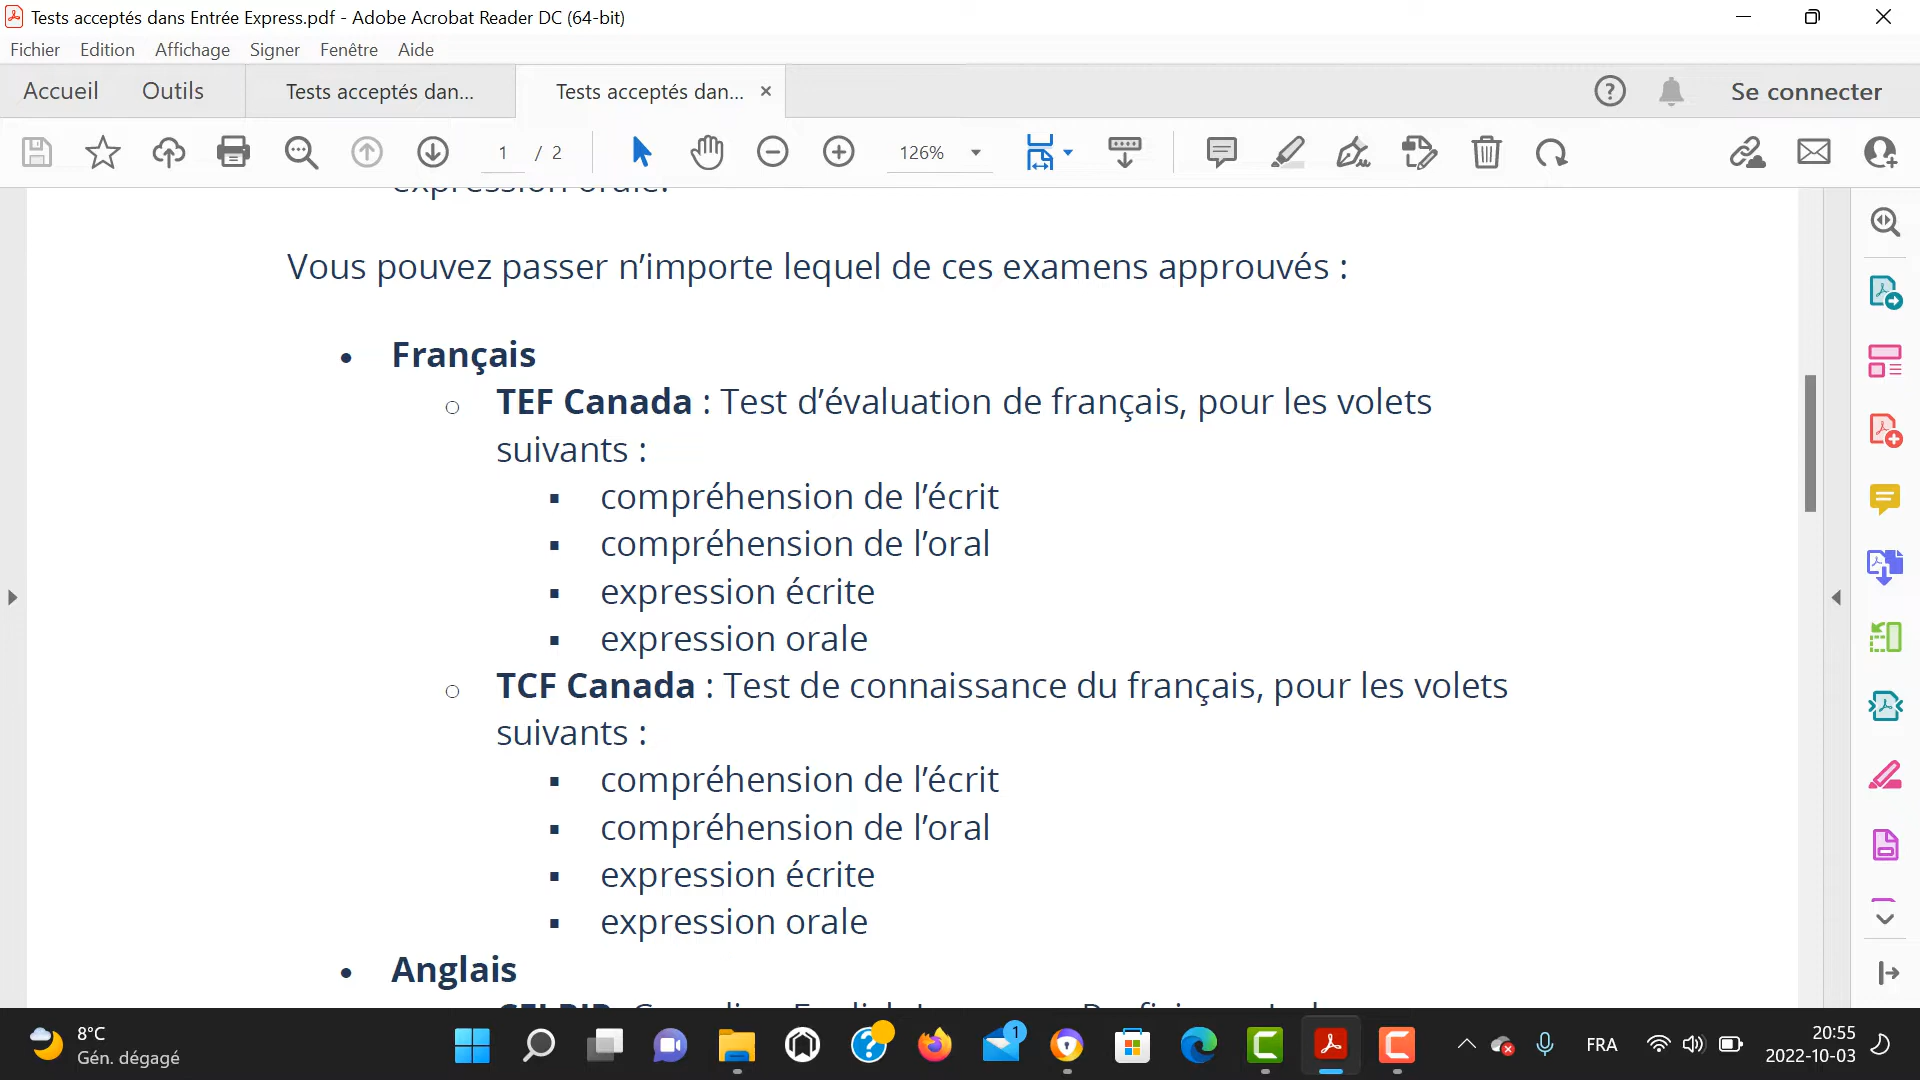 Tests acceptés dans Entrée Express.pdf - Adobe Acrobat Reader DC (64-bit)
Fichier Edition Affichage Signer Fenêtre Aide
Accueil Outils Tests acceptés dan... Tests acceptés dan... Se connecter
1 / 2 126%
expression orale.
Vous pouvez passer n’importe lequel de ces examens approuvés :
• Français
○ TEF Canada : Test d’évaluation de français, pour les volets
suivants :
▪ compréhension de l’écrit
▪ compréhension de l’oral
▪ expression écrite
▪ expression orale
○ TCF Canada : Test de connaissance du français, pour les volets
suivants :
▪ compréhension de l’écrit
▪ compréhension de l’oral
▪ expression écrite
▪ expression orale
• Anglais
8°C
Gén. dégagé
1
FRA
20:55
2022-10-03